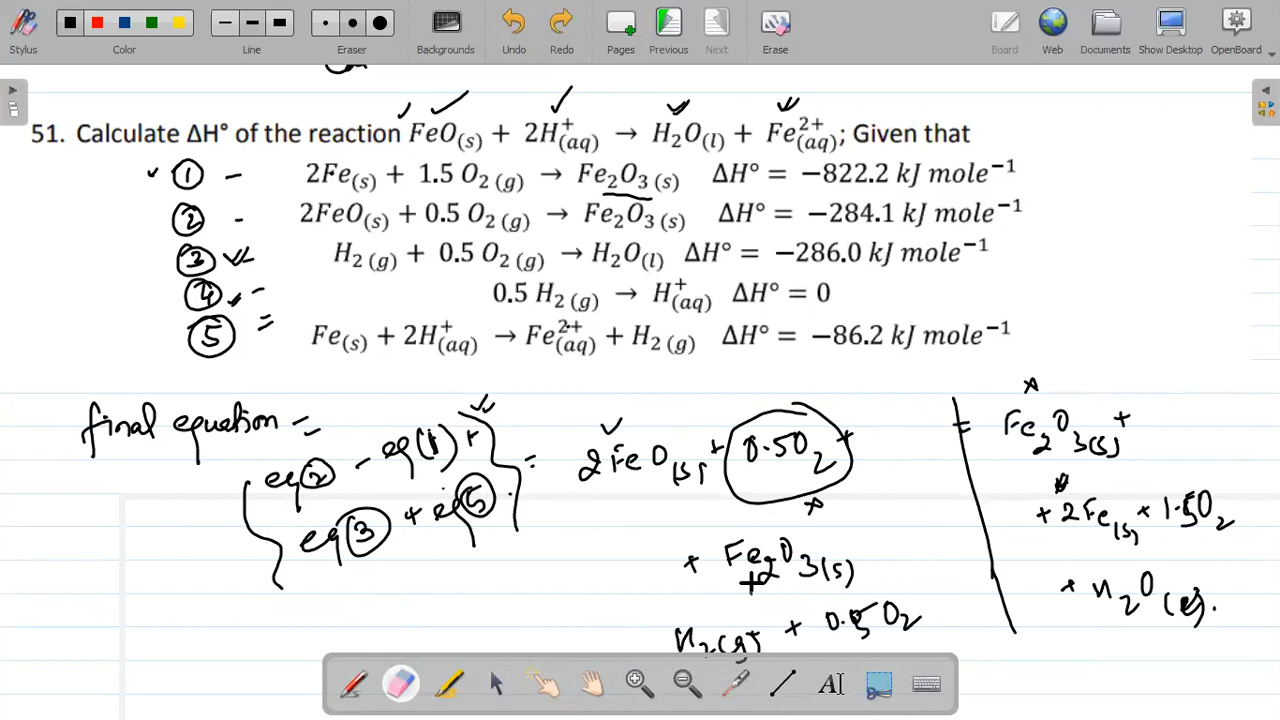 Stylus Color Line Eraser Backgrounds Undo Redo Pages Previous Next Erase Board Web Documents Show Desktop OpenBoard
51. Calculate ΔH° of the reaction FeO(s) + 2H⁺(aq) → H₂O(l) + Fe²⁺(aq); Given that
① - 2Fe(s) + 1.5 O₂ (g) → Fe₂O₃ (s) ΔH° = −822.2 kJ mole⁻¹
② - 2FeO(s) + 0.5 O₂ (g) → Fe₂O₃ (s) ΔH° = −284.1 kJ mole⁻¹
③ H₂ (g) + 0.5 O₂ (g) → H₂O(l) ΔH° = −286.0 kJ mole⁻¹
④ - 0.5 H₂ (g) → H⁺(aq) ΔH° = 0
⑤ = Fe(s) + 2H⁺(aq) → Fe²⁺(aq) + H₂ (g) ΔH° = −86.2 kJ mole⁻¹
final equation =
{ eq② - eq(1) +
eq③ + eq⑤ }
= 2FeO(s) + 0.5O₂ +
+ Fe₂O₃(s)
+
H₂(g) + 0.5O₂
= Fe₂O₃(s) +
+ 2Fe(s) + 1.5O₂
+ H₂O(l).